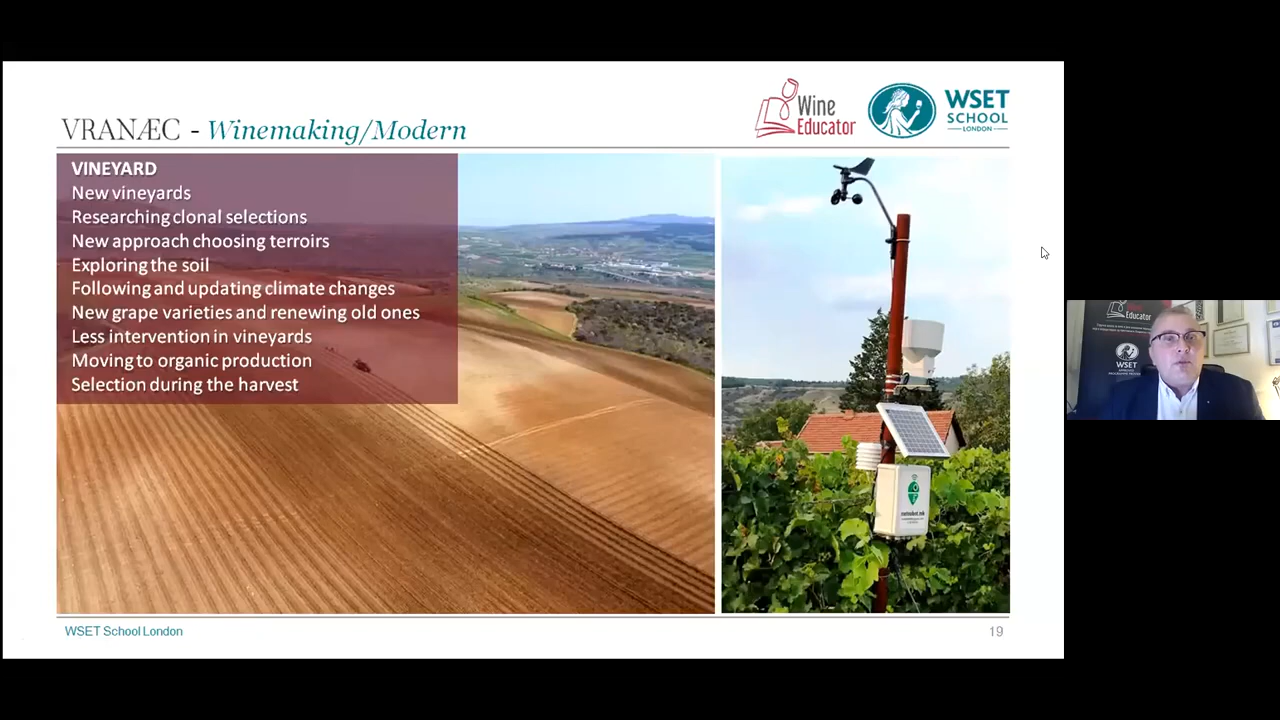 VRANÆC - Winemaking/Modern
Wine
Educator
WSET
SCHOOL
LONDON
VINEYARD
New vineyards
Researching clonal selections
New approach choosing terroirs
Exploring the soil
Following and updating climate changes
New grape varieties and renewing old ones
Less intervention in vineyards
Moving to organic production
Selection during the harvest
WSET School London
19
Educator
WSET